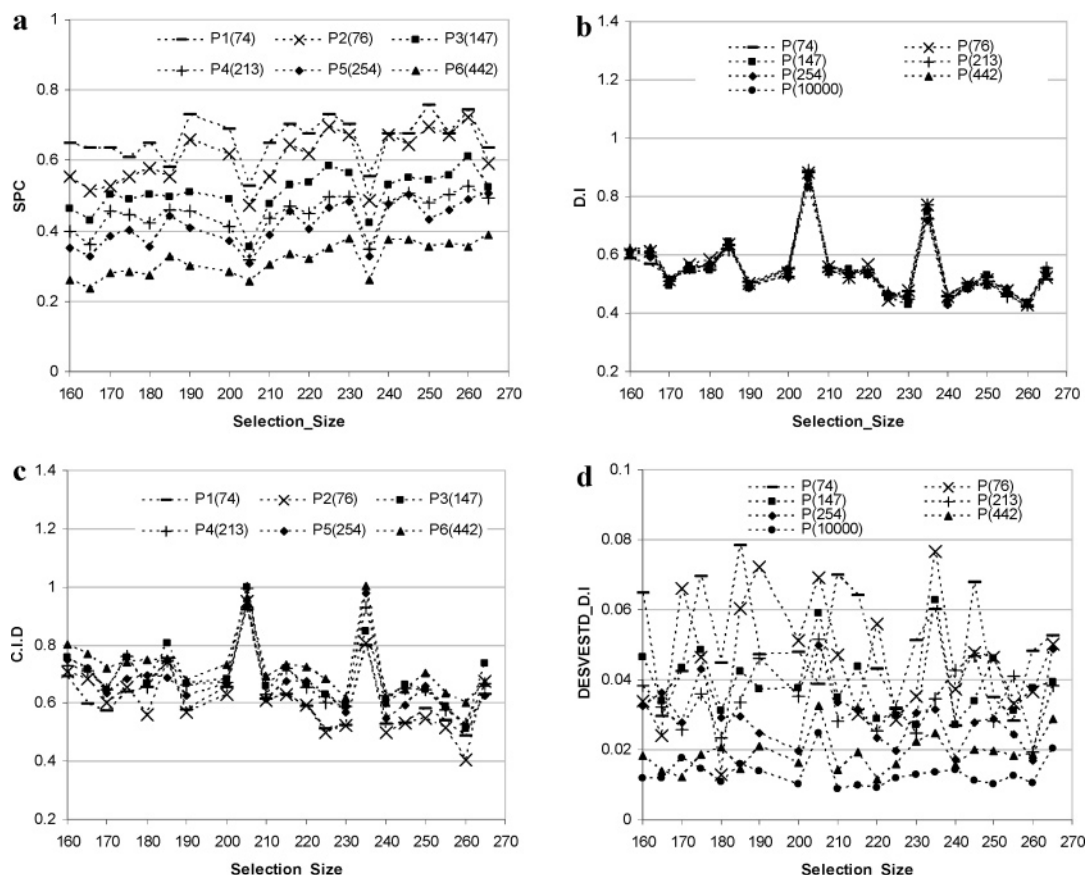 a
1
P1(74) P2(76) P3(147)
P4(213) P5(254) P6(442)
0.8
0.6
0.4
0.2
0
SPC
160 170 180 190 200 210 220 230 240 250 260 270
Selection_Size
b
1.4
P(74) P(76)
P(147) P(213)
P(254) P(442)
P(10000)
1.2
1
0.8
0.6
0.4
0.2
D.I
160 170 180 190 200 210 220 230 240 250 260 270
Selection_Size
c
1.4
P1(74) P2(76) P3(147)
P4(213) P5(254) P6(442)
1.2
1
0.8
0.6
0.4
0.2
C.I.D
160 170 180 190 200 210 220 230 240 250 260 270
Selection_Size
d
0.1
P(74) P(76)
P(147) P(213)
P(254) P(442)
P(10000)
0.08
0.06
0.04
0.02
0
DESVESTD_D.I
160 170 180 190 200 210 220 230 240 250 260 270
Selection_Size